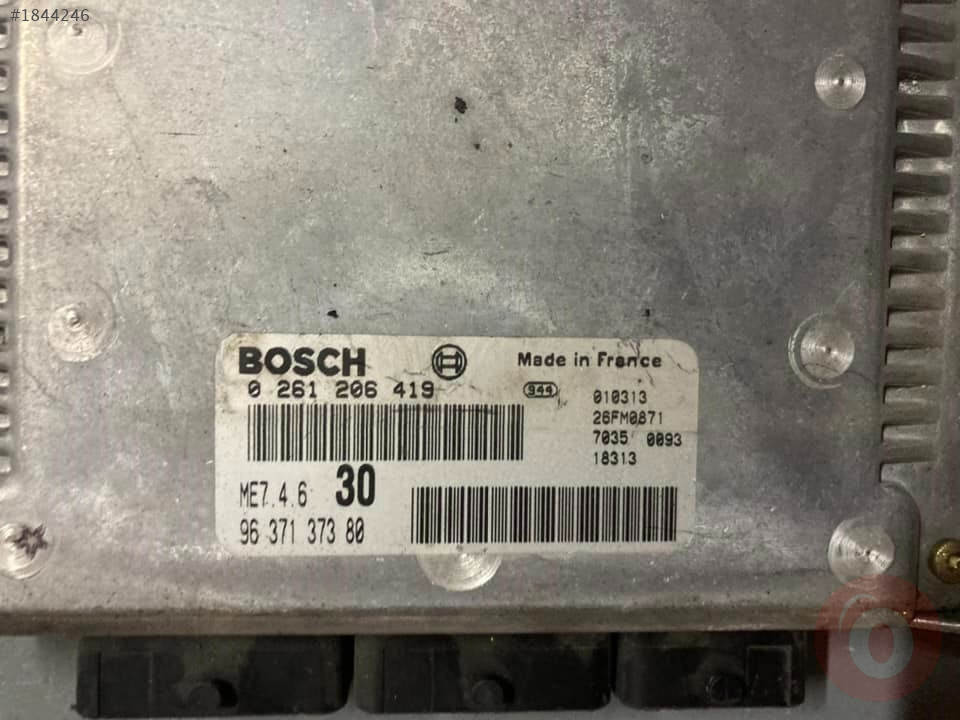 #1844246
BOSCH Made in France
0 261 206 419
944
010313
26FM0871
7035 0093
18313
ME7.4.6 30
96 371 373 80
Ö